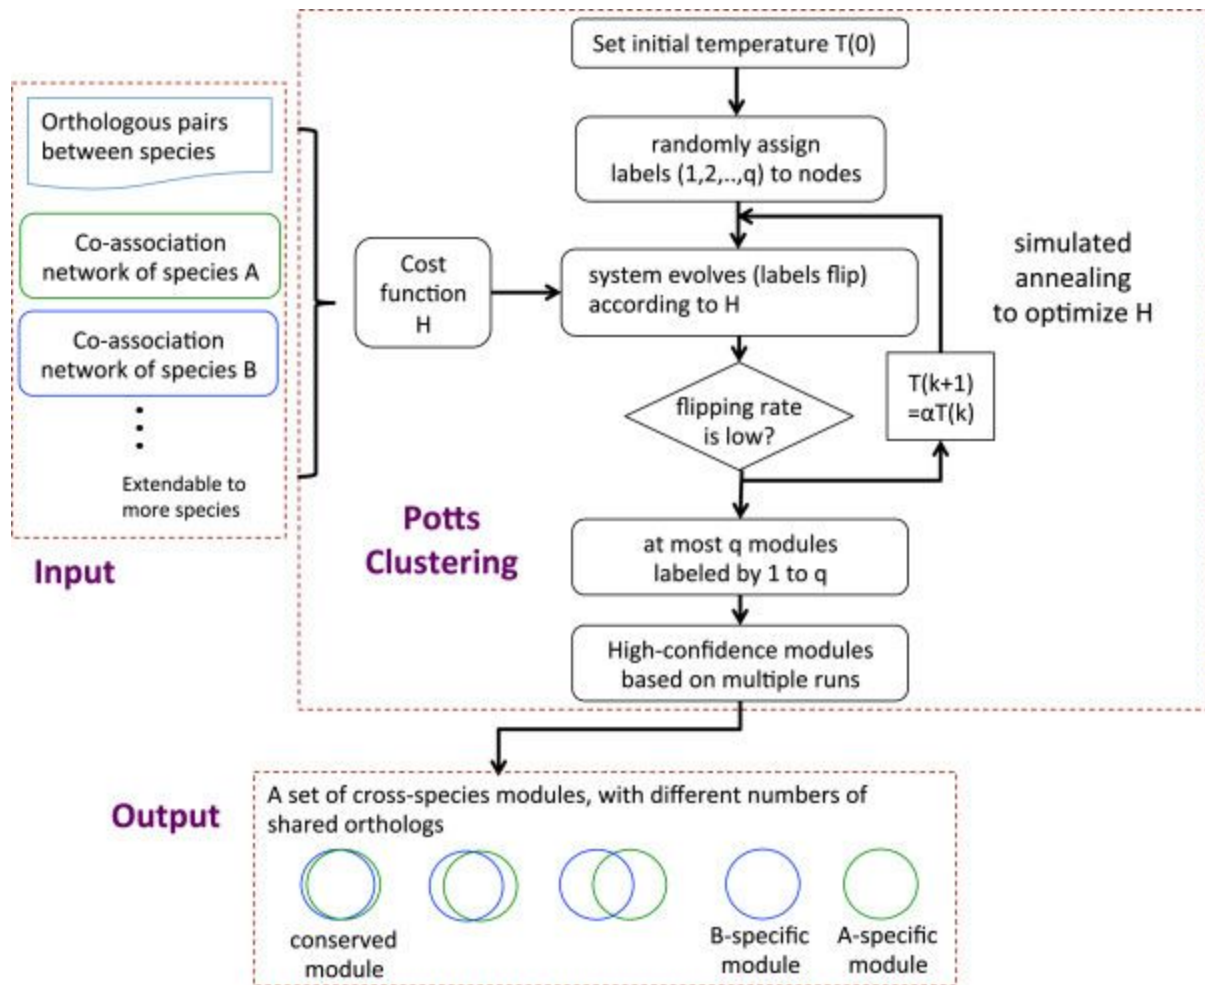 Set initial temperature T(0)
Orthologous pairs
between species
randomly assign
labels (1,2,..,q) to nodes
Co-association
network of species A
Cost
function
H
system evolves (labels flip)
according to H
simulated
annealing
to optimize H
Co-association
network of species B
T(k+1)
=αT(k)
flipping rate
is low?
Extendable to
more species
Potts
Clustering
at most q modules
labeled by 1 to q
Input
High-confidence modules
based on multiple runs
Output
A set of cross-species modules, with different numbers of
shared orthologs
conserved
module
B-specific
module
A-specific
module